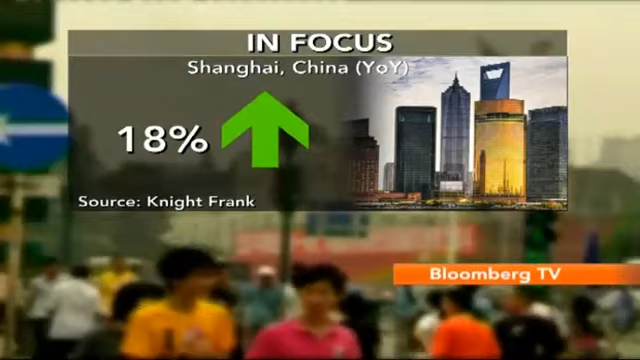 IN FOCUS
Shanghai, China (YoY)
18%
Source: Knight Frank
Bloomberg TV